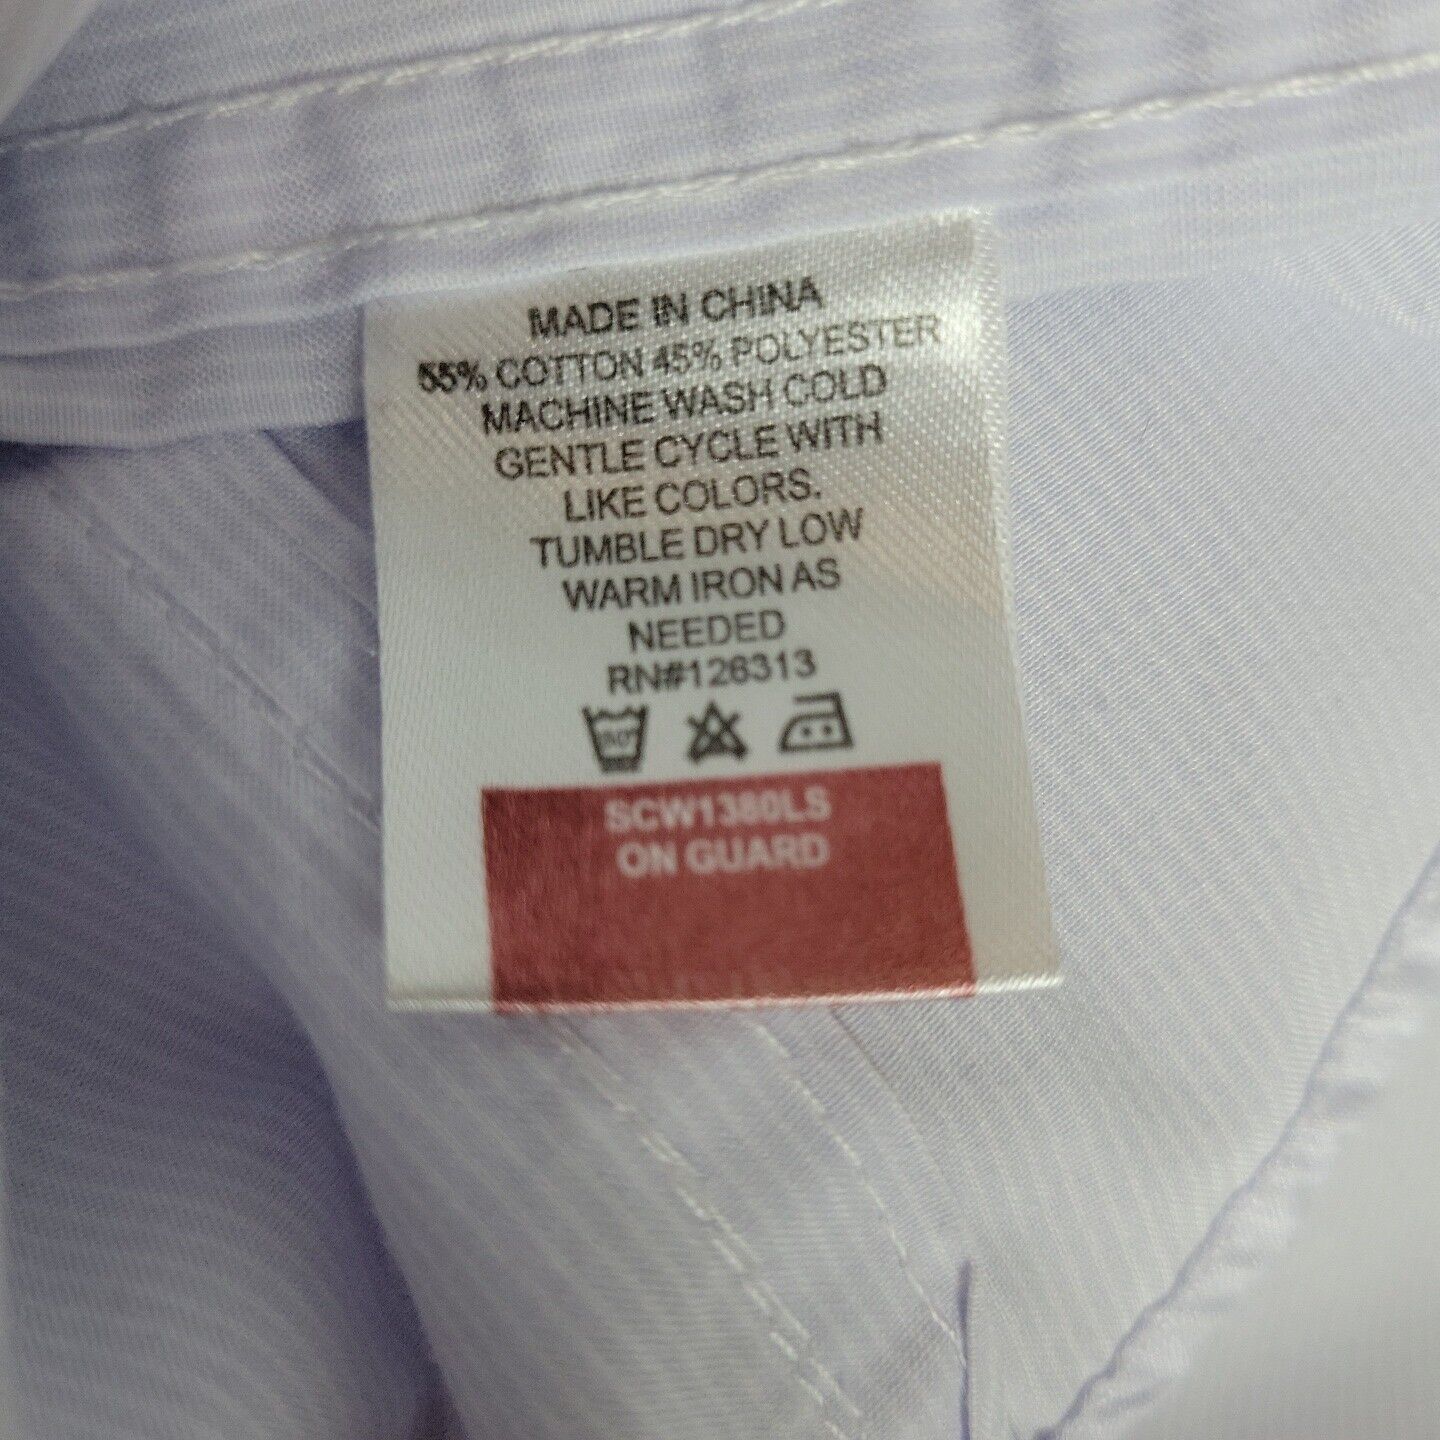 MADE IN CHINA
55% COTTON 45% POLYESTER
MACHINE WASH COLD
GENTLE CYCLE WITH
LIKE COLORS.
TUMBLE DRY LOW
WARM IRON AS
NEEDED
RN#126313
SCW1380LS
ON GUARD